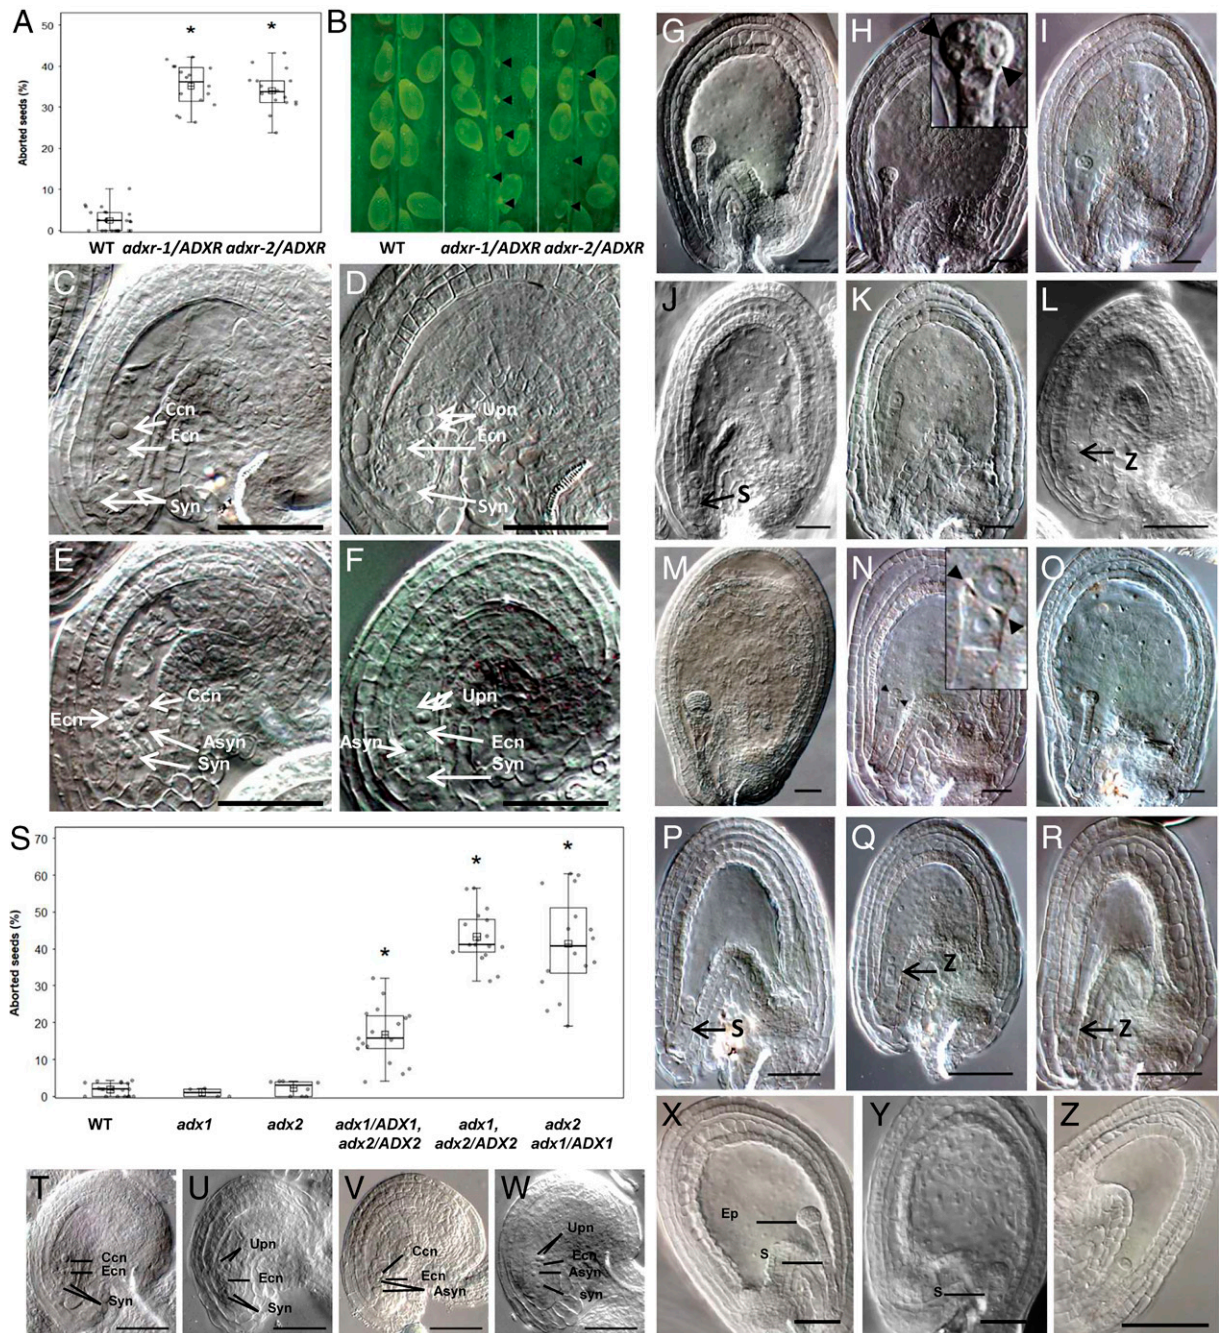 A
50
40
30
20
10
0
Aborted seeds (%)
*
*
WT
adxr-1/ADXR
adxr-2/ADXR
B
WT
adxr-1/ADXR
adxr-2/ADXR
C
Ccn
Ecn
Syn
D
Upn
Ecn
Syn
E
Ccn
Ecn
Asyn
Syn
F
Upn
Asyn
Ecn
Syn
G
H
I
J
S
K
L
Z
M
N
O
P
S
Q
Z
R
Z
S
70
60
50
40
30
20
10
0
Aborted seeds (%)
*
*
*
WT
adx1
adx2
adx1/ADX1,
adx2/ADX2
adx1,
adx2/ADX2
adx2
adx1/ADX1
T
Ccn
Ecn
Syn
U
Upn
Ecn
Syn
V
Ccn
Ecn
Asyn
W
Upn
Ecn
Asyn
syn
X
Ep
S
Y
S
Z